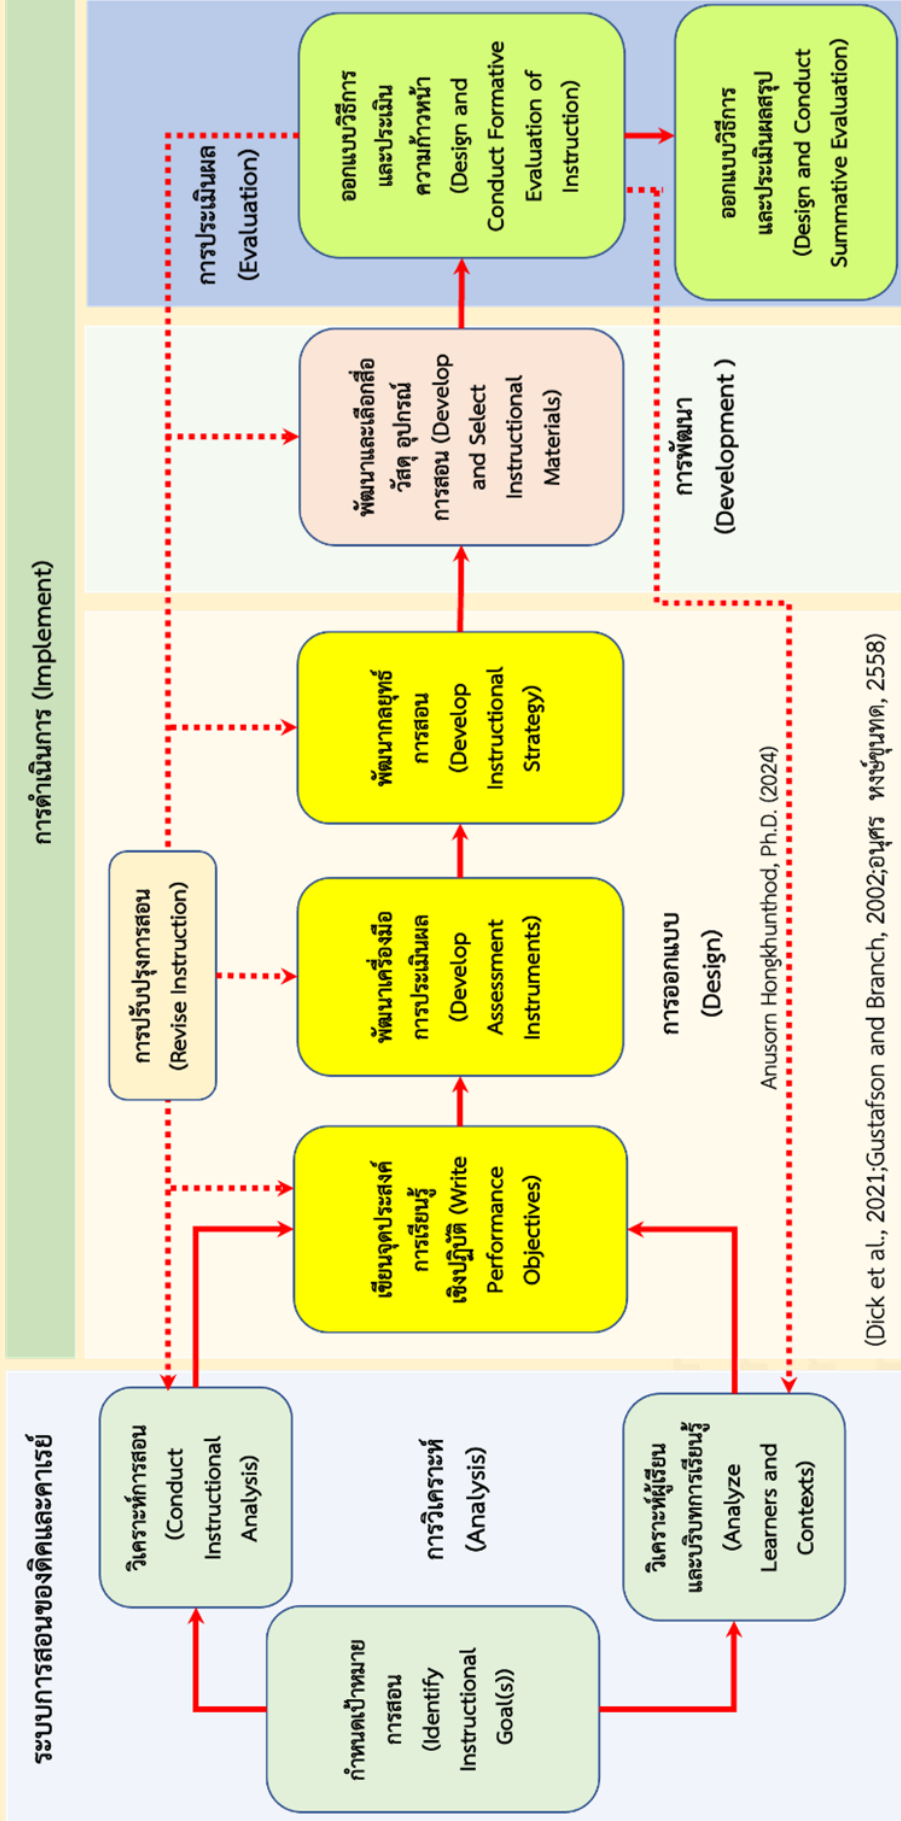 ระบบการสอนของดิคและคาเรย์
การดำเนินการ (Implement)
กำหนดเป้าหมาย
การสอน
(Identify
Instructional
Goal(s))
วิเคราะห์การสอน
(Conduct
Instructional
Analysis)
การวิเคราะห์
(Analysis)
วิเคราะห์ผู้เรียน
และบริบทการเรียนรู้
(Analyze
Learners and
Contexts)
การปรับปรุงการสอน
(Revise Instruction)
เขียนจุดประสงค์
การเรียนรู้
เชิงปฏิบัติ (Write
Performance
Objectives)
พัฒนาเครื่องมือ
การประเมินผล
(Develop
Assessment
Instruments)
พัฒนากลยุทธ์
การสอน
(Develop
Instructional
Strategy)
การออกแบบ
(Design)
พัฒนาและเลือกสื่อ
วัสดุ อุปกรณ์
การสอน (Develop
and Select
Instructional
Materials)
การพัฒนา
(Development )
การประเมินผล
(Evaluation)
ออกแบบวิธีการ
และประเมิน
ความก้าวหน้า
(Design and
Conduct Formative
Evaluation of
Instruction)
ออกแบบวิธีการ
และประเมินผลสรุป
(Design and Conduct
Summative Evaluation)
Anusorn Hongkhunthod, Ph.D. (2024)
(Dick et al., 2021;Gustafson and Branch, 2002;อนุศร หงษ์ขุนทด, 2558)